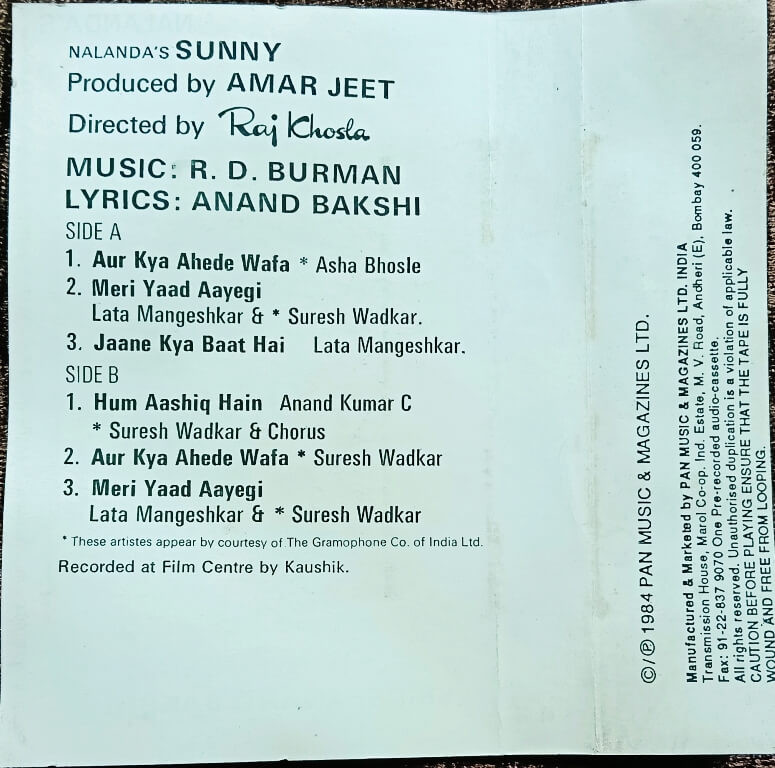 NALANDA'S SUNNY
Produced by AMAR JEET
Directed by Raj Khosla
MUSIC: R. D. BURMAN
LYRICS: ANAND BAKSHI
SIDE A
1. Aur Kya Ahede Wafa * Asha Bhosle
2. Meri Yaad Aayegi
Lata Mangeshkar & * Suresh Wadkar.
3. Jaane Kya Baat Hai Lata Mangeshkar.
SIDE B
1. Hum Aashiq Hain Anand Kumar C
* Suresh Wadkar & Chorus
2. Aur Kya Ahede Wafa * Suresh Wadkar
3. Meri Yaad Aayegi
Lata Mangeshkar & * Suresh Wadkar
* These artistes appear by courtesy of The Gramophone Co. of India Ltd.
Recorded at Film Centre by Kaushik.
©/℗ 1984 PAN MUSIC & MAGAZINES LTD.
Manufactured & Marketed by PAN MUSIC & MAGAZINES LTD. INDIA
Transmission House, Marol Co-op. Ind. Estate, M. V. Road, Andheri (E), Bombay 400 059.
Fax: 91-22-837 9070 One Pre-recorded audio-cassette.
All rights reserved. Unauthorised duplication is a violation of applicable law.
CAUTION BEFORE PLAYING ENSURE THAT THE TAPE IS FULLY
WOUND AND FREE FROM LOOPING.